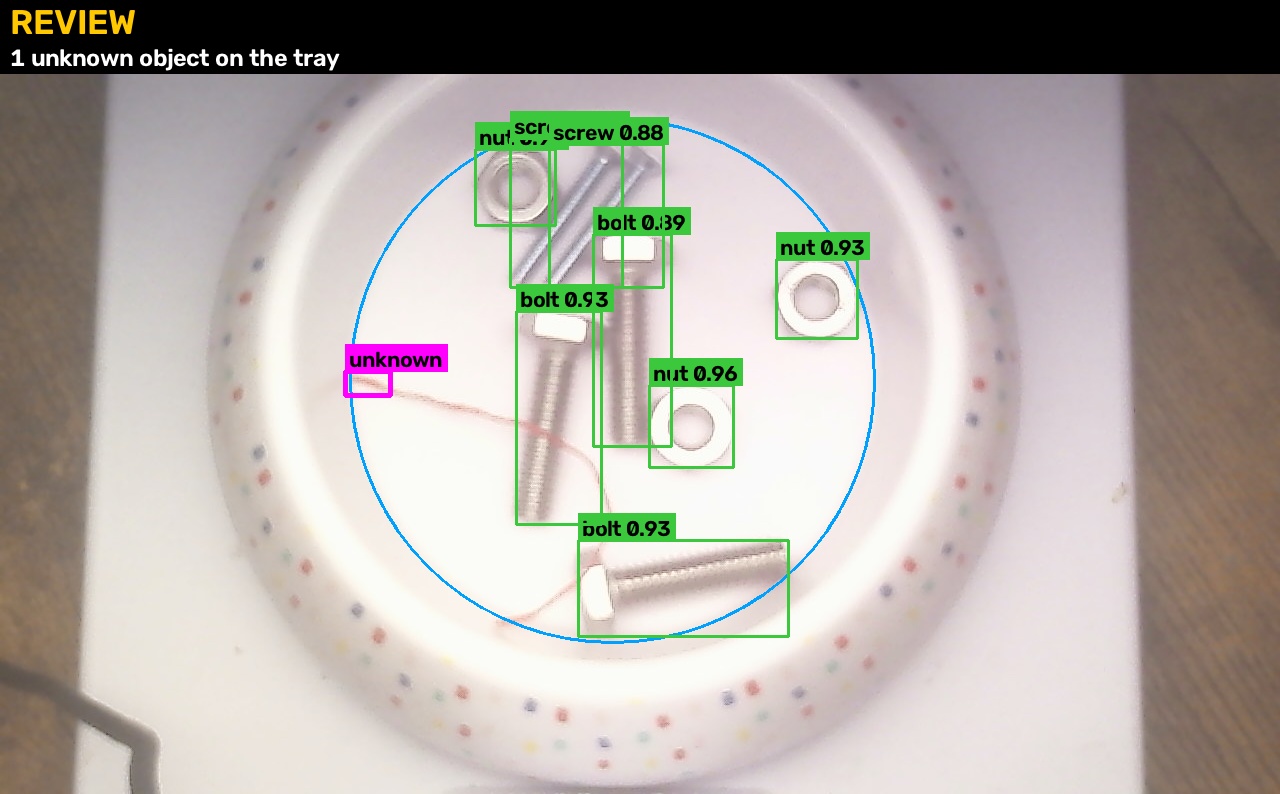 REVIEW
1 unknown object on the tray
screw 0.88
bolt 0.89
nut 0.93
bolt 0.93
unknown
nut 0.96
bolt 0.93